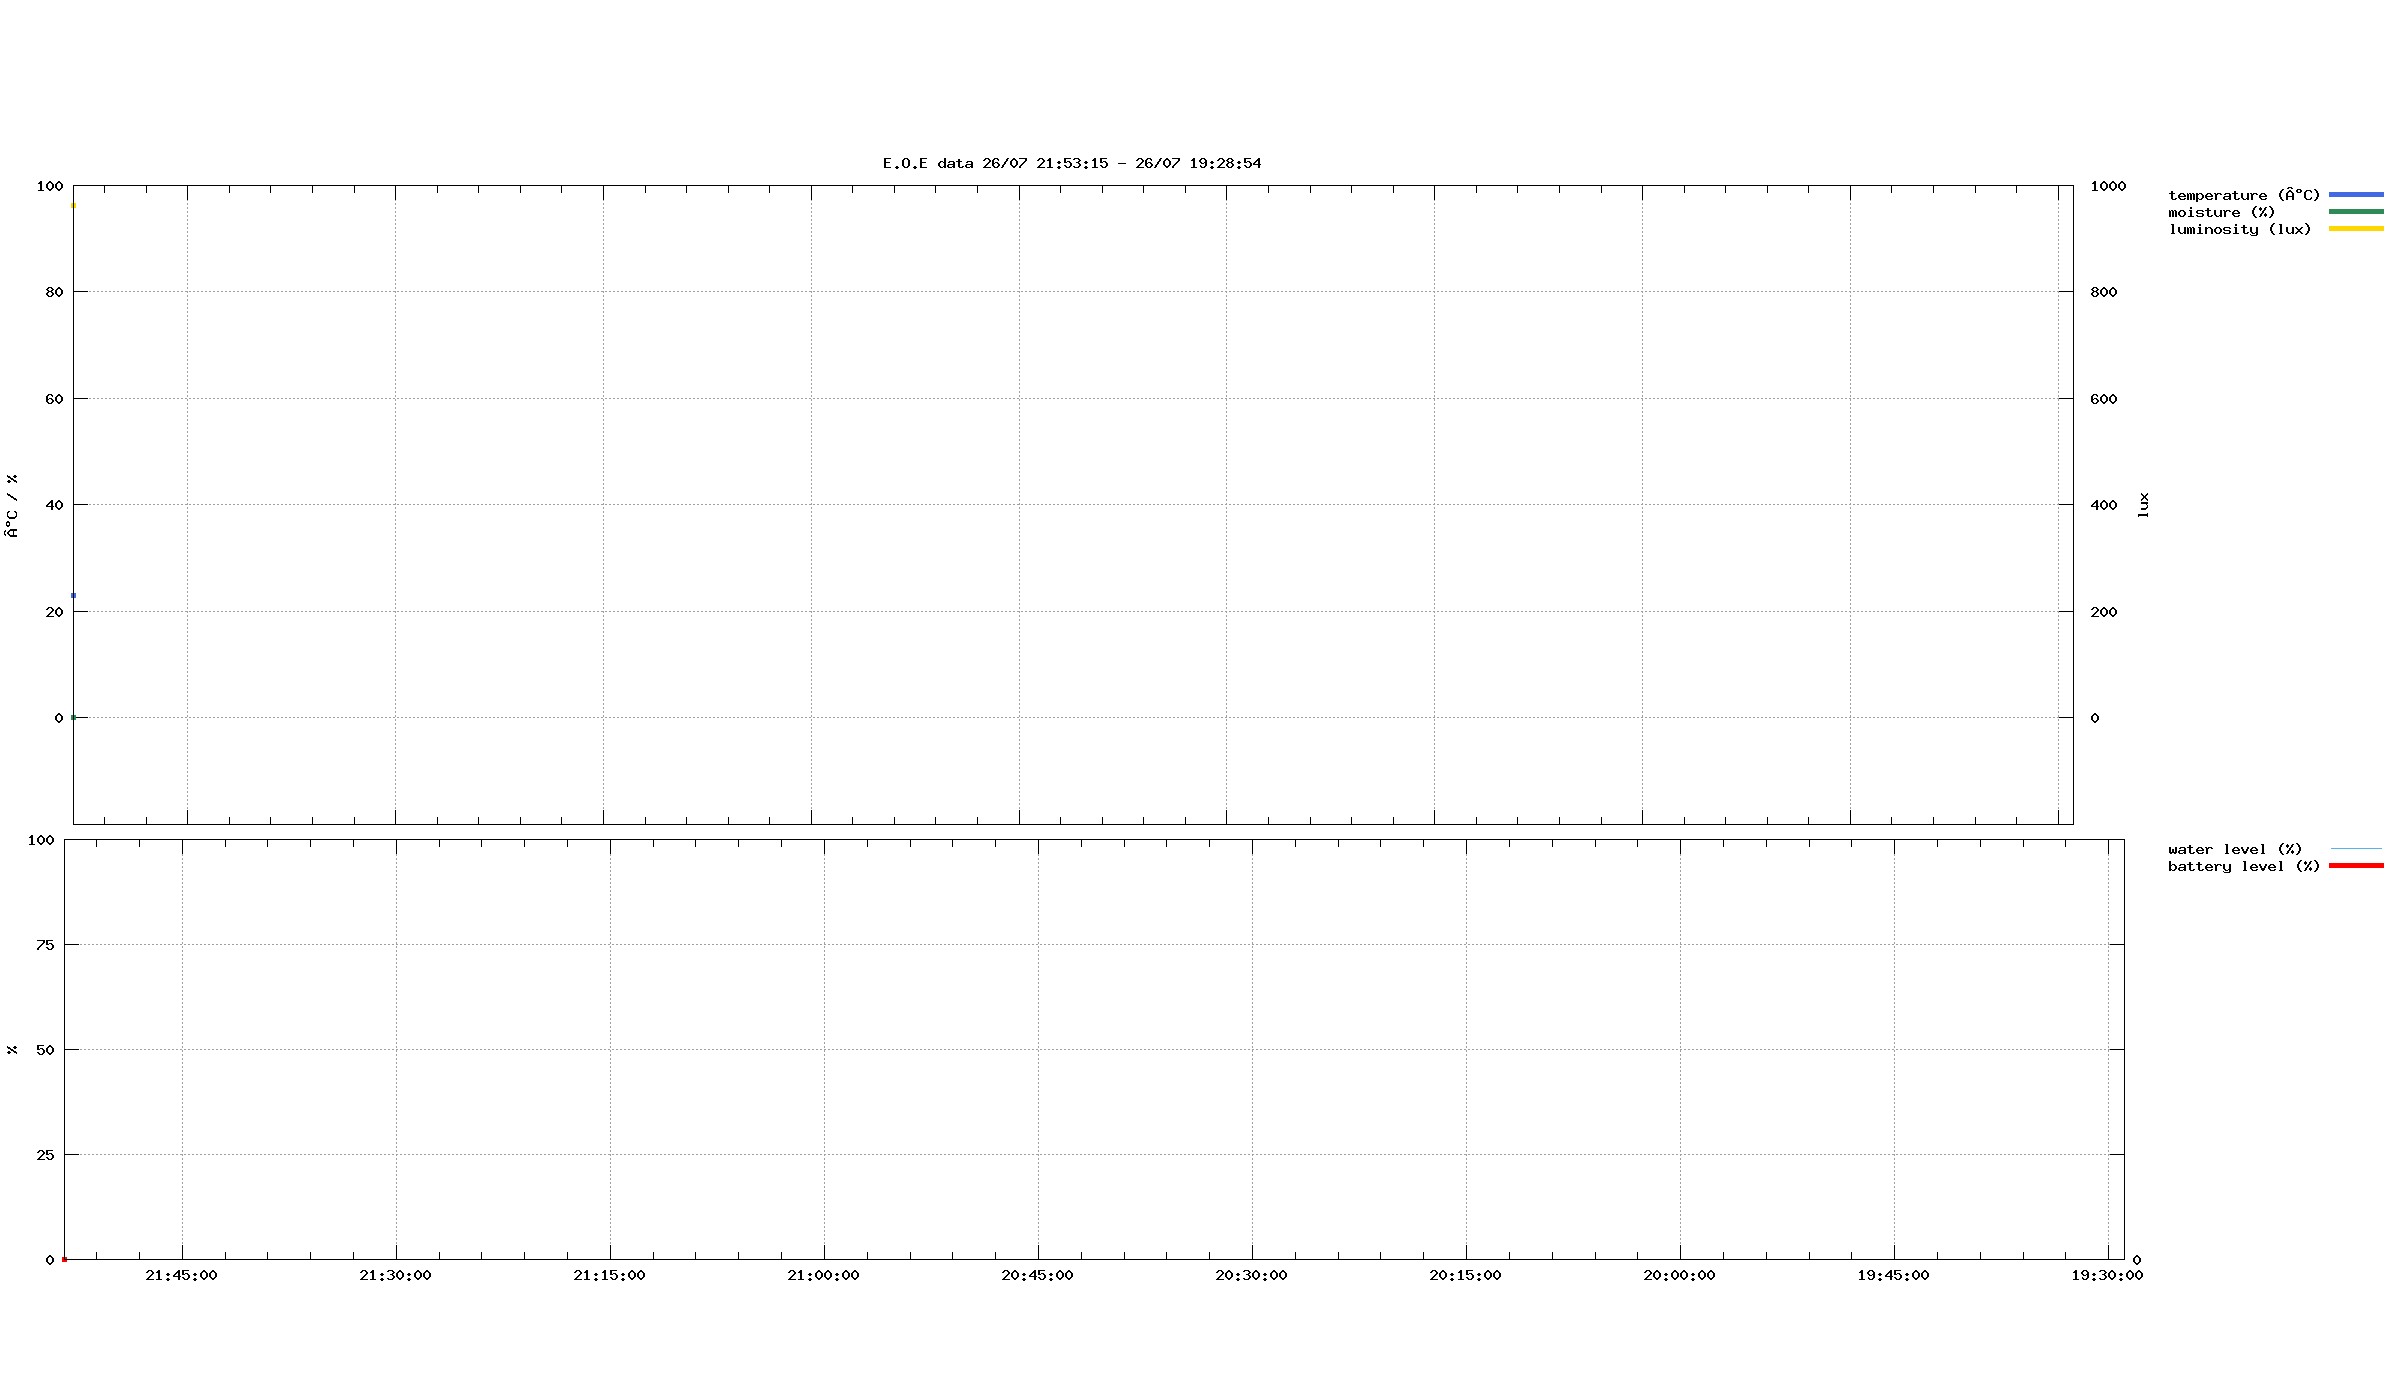 E.O.E data 26/07 21:53:15 - 26/07 19:28:54
100
80
60
40
20
0
Â°C / %
1000
800
600
400
200
0
lux
temperature (Â°C)
moisture (%)
luminosity (lux)
100
75
50
25
0
%
0
water level (%)
battery level (%)
21:45:00 21:30:00 21:15:00 21:00:00 20:45:00 20:30:00 20:15:00 20:00:00 19:45:00 19:30:00